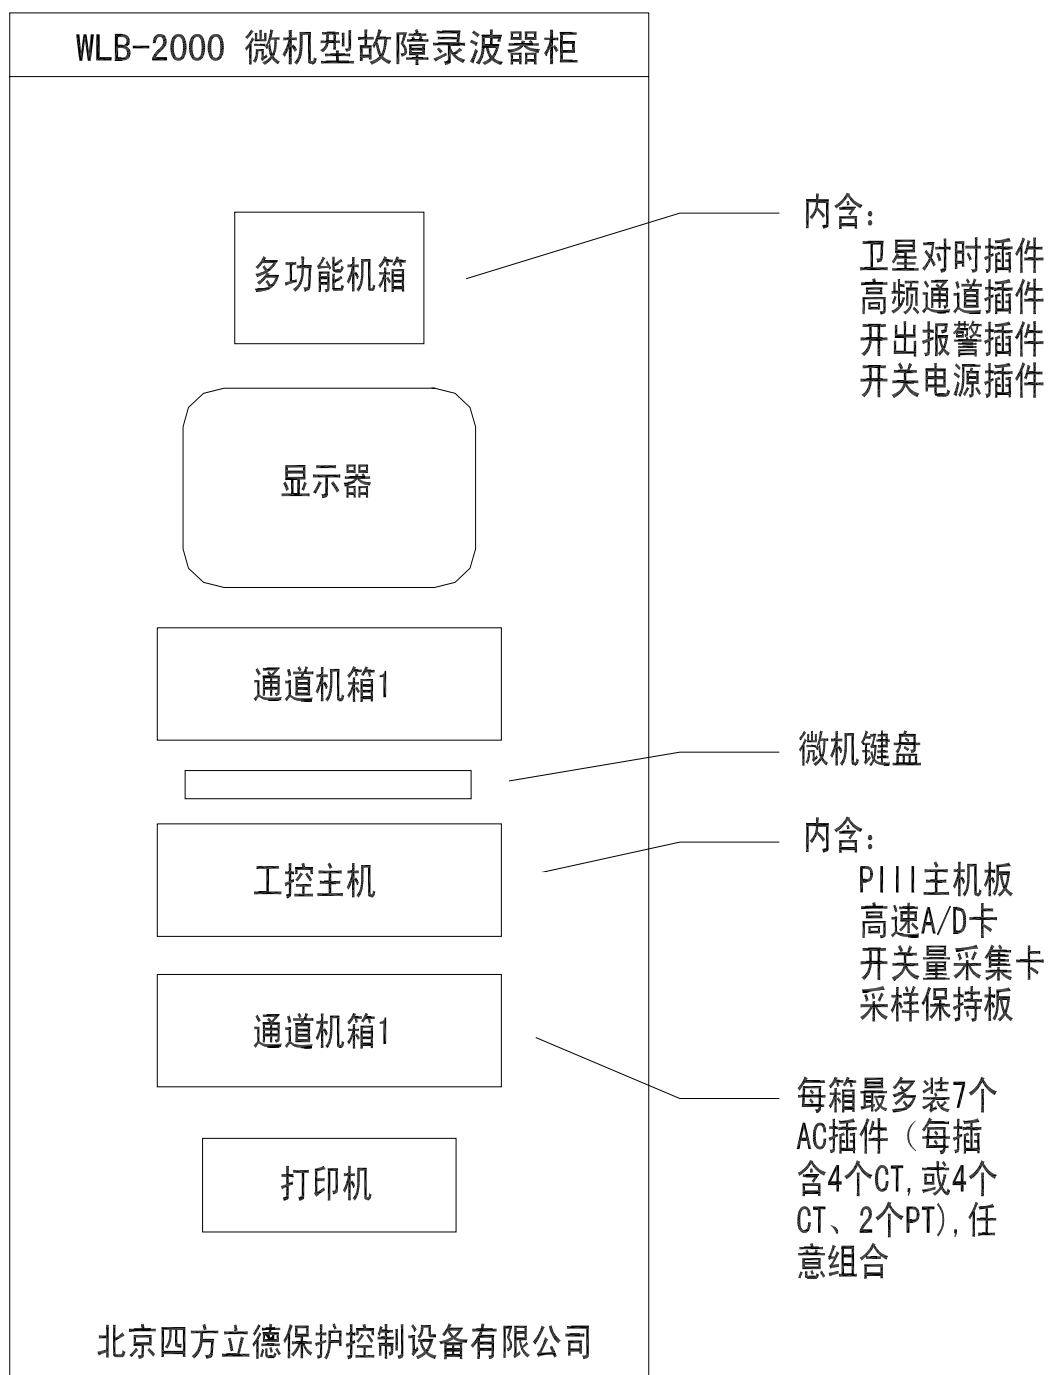 WLB-2000 微机型故障录波器柜
多功能机箱
内含：
卫星对时插件
高频通道插件
开出报警插件
开关电源插件
显示器
通道机箱1
微机键盘
工控主机
内含：
PIII主机板
高速A/D卡
开关量采集卡
采样保持板
通道机箱1
每箱最多装7个
AC插件（每插
含4个CT,或4个
CT、2个PT),任
意组合
打印机
北京四方立德保护控制设备有限公司